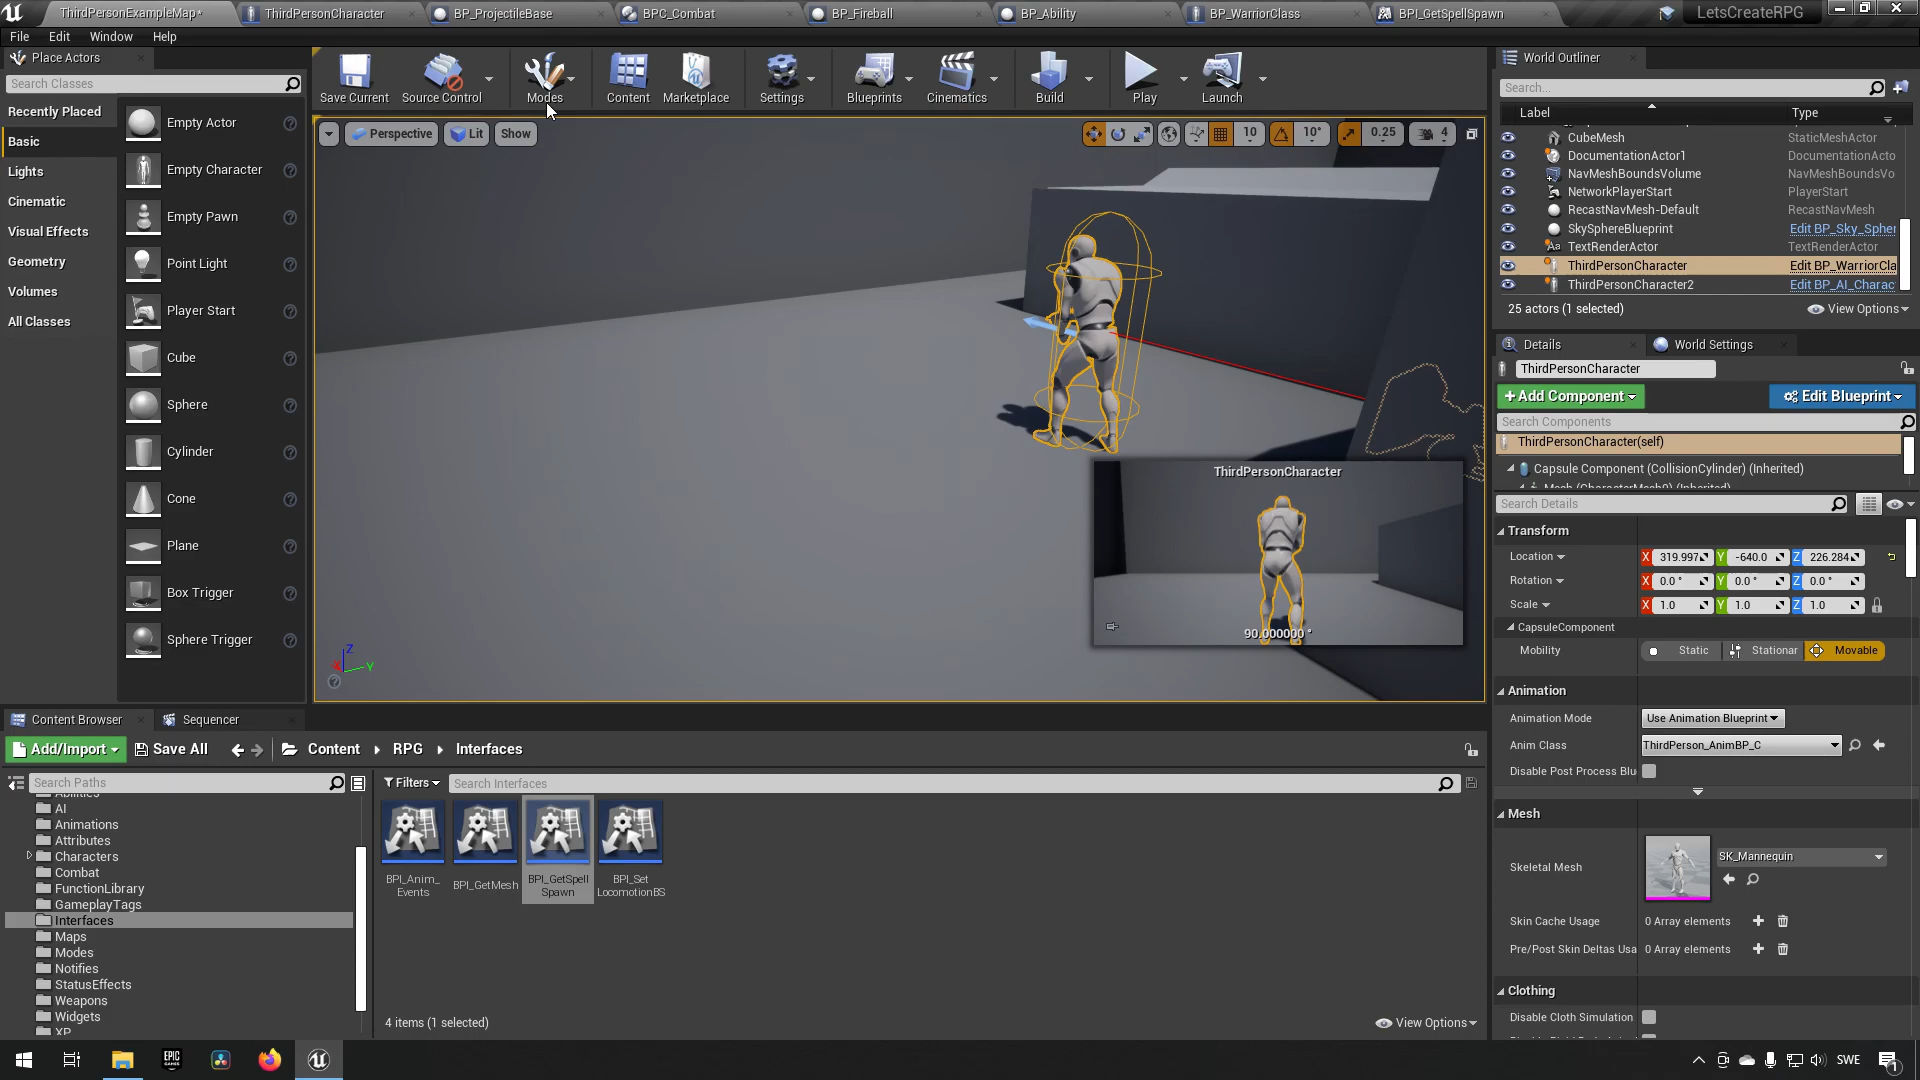 ThirdPersonExampleMap*
ThirdPersonCharacter
BP_ProjectileBase
BPC_Combat
BP_Fireball
BP_Ability
BP_WarriorClass
BPI_GetSpellSpawn
LetsCreateRPG
File
Edit
Window
Help
Place Actors
Search Classes
Recently Placed
Basic
Lights
Cinematic
Visual Effects
Geometry
Volumes
All Classes
Empty Actor
Empty Character
Empty Pawn
Point Light
Player Start
Cube
Sphere
Cylinder
Cone
Plane
Box Trigger
Sphere Trigger
Save Current
Source Control
Modes
Content
Marketplace
Settings
Blueprints
Cinematics
Build
Play
Launch
Perspective
Lit
Show
10
10°
0.25
4
ThirdPersonCharacter
90.000000 °
Z
X
Y
World Outliner
Search...
Label
Type
CubeMesh
StaticMeshActor
DocumentationActor1
DocumentationActo
NavMeshBoundsVolume
NavMeshBoundsVo
NetworkPlayerStart
PlayerStart
RecastNavMesh-Default
RecastNavMesh
SkySphereBlueprint
Edit BP_Sky_Spher
TextRenderActor
TextRenderActor
ThirdPersonCharacter
Edit BP_WarriorCla
ThirdPersonCharacter2
Edit BP_AI_Charac
25 actors (1 selected)
View Options
Details
World Settings
ThirdPersonCharacter
+Add Component
Edit Blueprint
Search Components
ThirdPersonCharacter(self)
Capsule Component (CollisionCylinder) (Inherited)
Mesh (CharacterMesh0) (Inherited)
Search Details
Transform
Location
X 319.997 Y -640.0 Z 226.284
Rotation
X 0.0 ° Y 0.0 ° Z 0.0 °
Scale
X 1.0 Y 1.0 Z 1.0
CapsuleComponent
Mobility
Static
Stationar
Movable
Animation
Animation Mode
Use Animation Blueprint
Anim Class
ThirdPerson_AnimBP_C
Disable Post Process Blu
Mesh
Skeletal Mesh
SK_Mannequin
Skin Cache Usage
0 Array elements
Pre/Post Skin Deltas Usa
0 Array elements
Clothing
Disable Cloth Simulation
Content Browser
Sequencer
Add/Import
Save All
Content
RPG
Interfaces
Search Paths
Filters
Search Interfaces
Abilities
AI
Animations
Attributes
Characters
Combat
FunctionLibrary
GameplayTags
Interfaces
Maps
Modes
Notifies
StatusEffects
Weapons
Widgets
XP
BPI_Anim_
Events
BPI_GetMesh
BPI_GetSpell
Spawn
BPI_Set
LocomotionBS
4 items (1 selected)
View Options
EPIC
GAMES
SWE
1